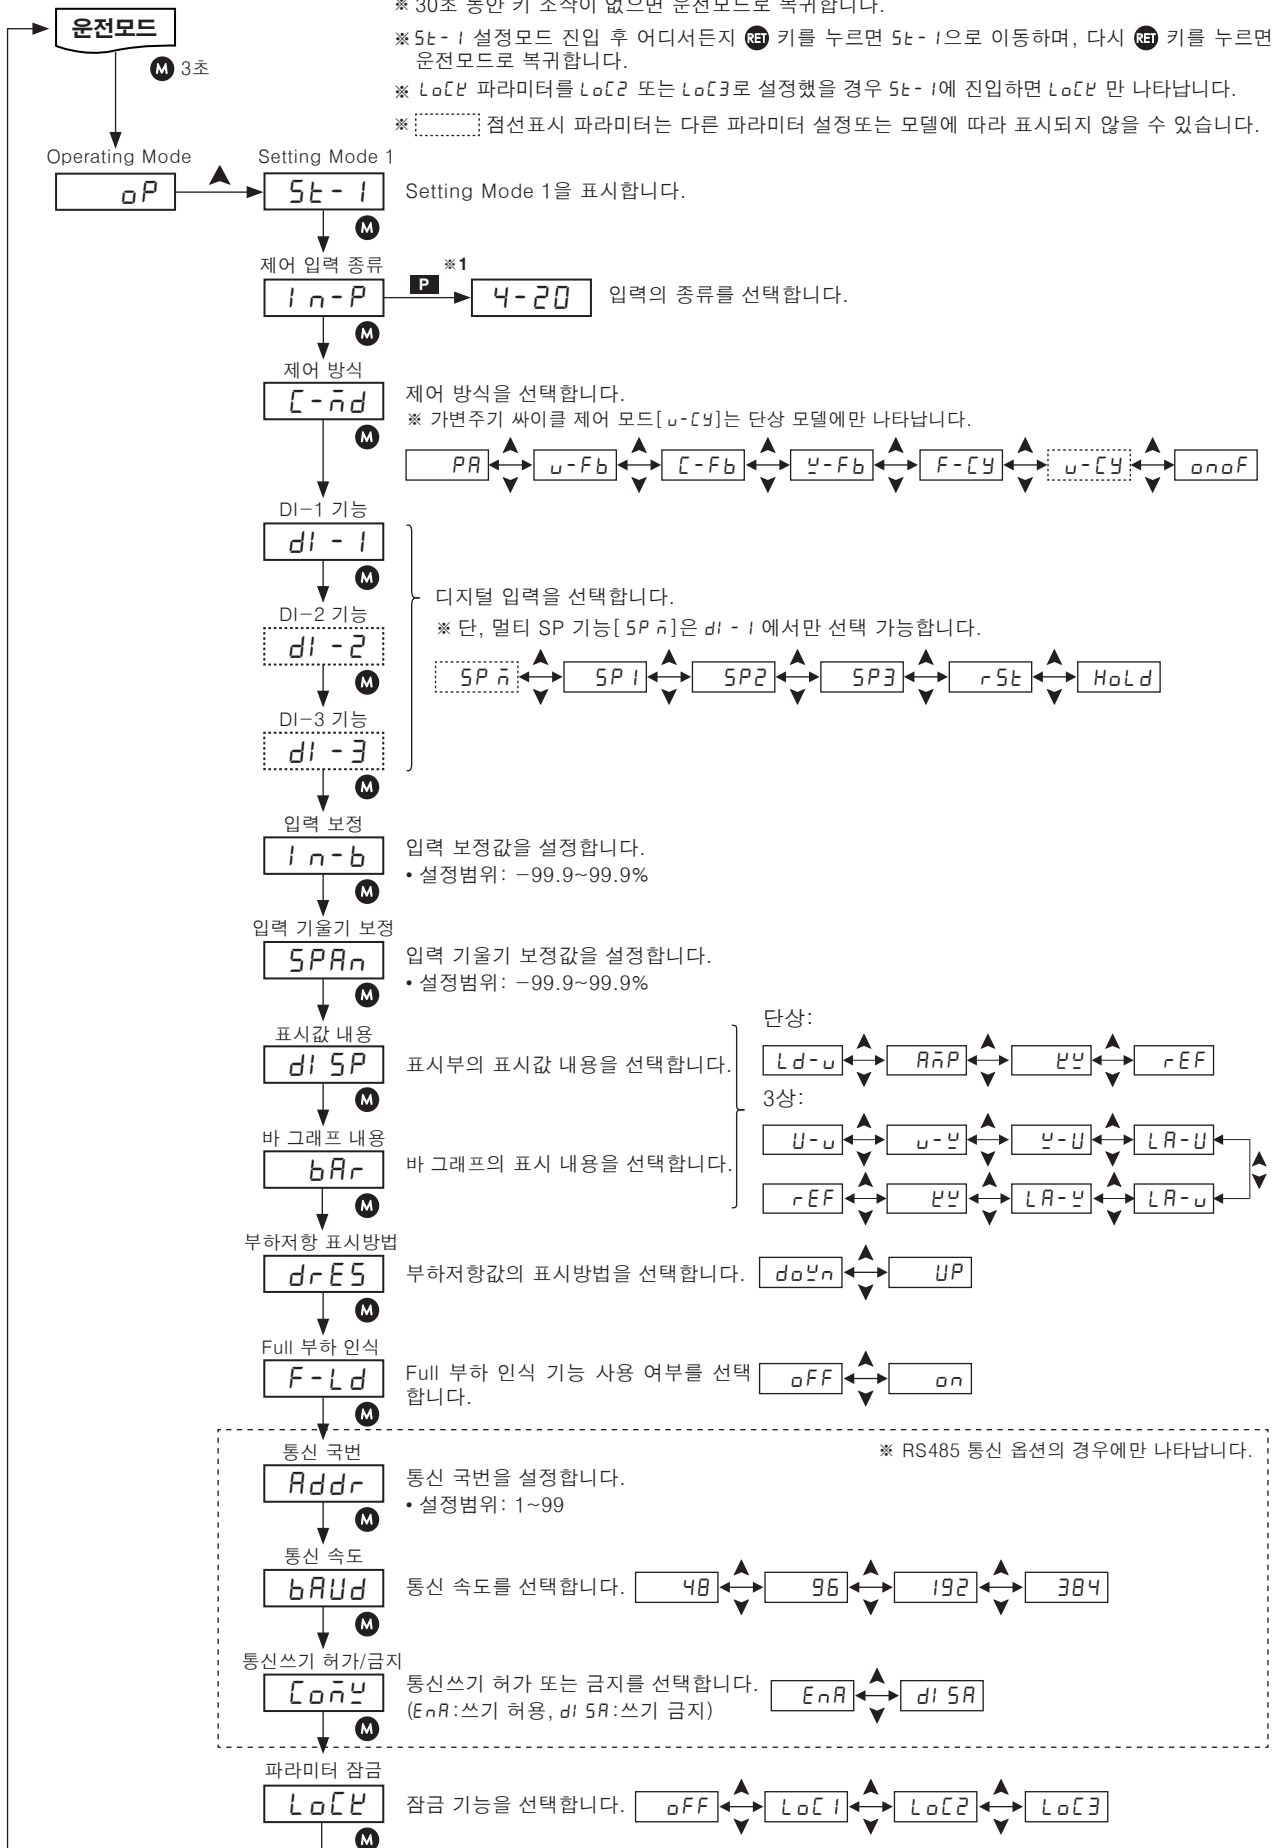 ※ 30초 동안 키 조작이 없으면 운전모드로 복귀합니다.
운전모드
※ St-1 설정모드 진입 후 어디서든지 RET 키를 누르면 St-1으로 이동하며, 다시 RET 키를 누르면
운전모드로 복귀합니다.
M 3초
※ LoCK 파라미터를 LoC2 또는 LoC3로 설정했을 경우 St-1에 진입하면 LoCK 만 나타납니다.
※ 점선표시 파라미터는 다른 파라미터 설정또는 모델에 따라 표시되지 않을 수 있습니다.
Operating Mode Setting Mode 1
oP St-1 Setting Mode 1을 표시합니다.
M
제어 입력 종류
In-P P ※1 4-20 입력의 종류를 선택합니다.
M
제어 방식
C-md 제어 방식을 선택합니다.
※ 가변주기 싸이클 제어 모드[ v-CY]는 단상 모델에만 나타납니다.
M
PA v-Fb C-Fb W-Fb F-CY v-CY onoF
DI-1 기능
dI-1
M
디지털 입력을 선택합니다.
DI-2 기능
※ 단, 멀티 SP 기능[ SPm]은 dI-1 에서만 선택 가능합니다.
dI-2
M
SPm SP1 SP2 SP3 rSt HoLd
DI-3 기능
dI-3
M
입력 보정
In-b 입력 보정값을 설정합니다.
• 설정범위: -99.9~99.9%
M
입력 기울기 보정
SPAn 입력 기울기 보정값을 설정합니다.
• 설정범위: -99.9~99.9%
M
표시값 내용
dISP 표시부의 표시값 내용을 선택합니다.
M
단상:
Ld-v AmP KW rEF
3상:
U-v v-W W-U LA-U
rEF KW LA-W LA-v
바 그래프 내용
bAr 바 그래프의 표시 내용을 선택합니다.
M
부하저항 표시방법
drES 부하저항값의 표시방법을 선택합니다. doWn UP
M
Full 부하 인식
F-Ld Full 부하 인식 기능 사용 여부를 선택
합니다.
oFF on
M
※ RS485 통신 옵션의 경우에만 나타납니다.
통신 국번
Addr 통신 국번을 설정합니다.
• 설정범위: 1~99
M
통신 속도
bAUd 통신 속도를 선택합니다. 48 96 192 384
M
통신쓰기 허가/금지
ComW 통신쓰기 허가 또는 금지를 선택합니다.
(EnA:쓰기 허용, dISA:쓰기 금지)
EnA dISA
M
파라미터 잠금
LoCK 잠금 기능을 선택합니다. oFF LoC1 LoC2 LoC3
M